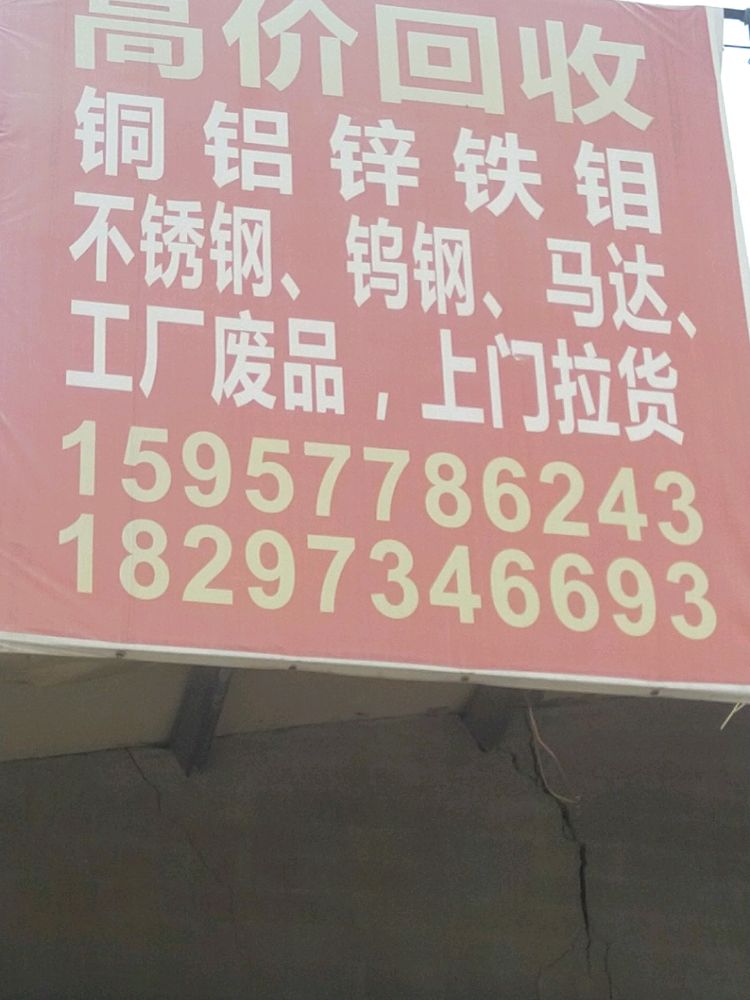 高价回收
铜铝锌铁钼
不锈钢、钨钢、马达、
工厂废品，上门拉货
15957786243
18297346693